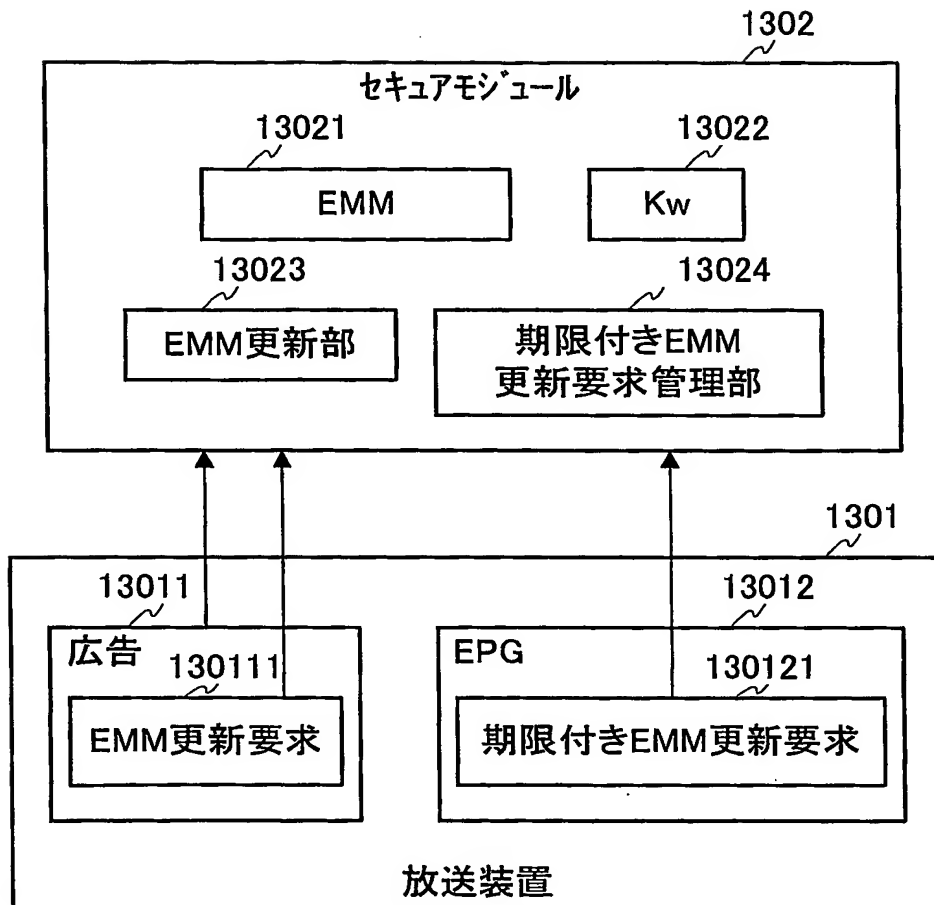 1302
セキュアモジュール
13021
13022
EMM
Kw
13023
13024
EMM更新部
期限付きEMM
更新要求管理部
1301
13011
13012
広告
EPG
130111
130121
EMM更新要求
期限付きEMM更新要求
放送装置